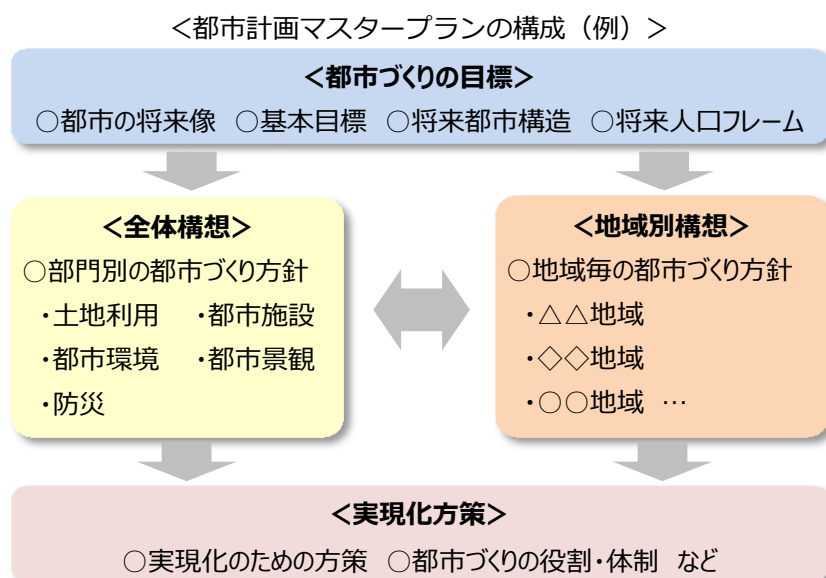 <都市計画マスタープランの構成（例）>
<都市づくりの目標>
○都市の将来像 ○基本目標 ○将来都市構造 ○将来人口フレーム
<全体構想>
○部門別の都市づくり方針
・土地利用 ・都市施設
・都市環境 ・都市景観
・防災
<地域別構想>
○地域毎の都市づくり方針
・△△地域
・◇◇地域
・○○地域 …
<実現化方策>
○実現化のための方策 ○都市づくりの役割・体制 など